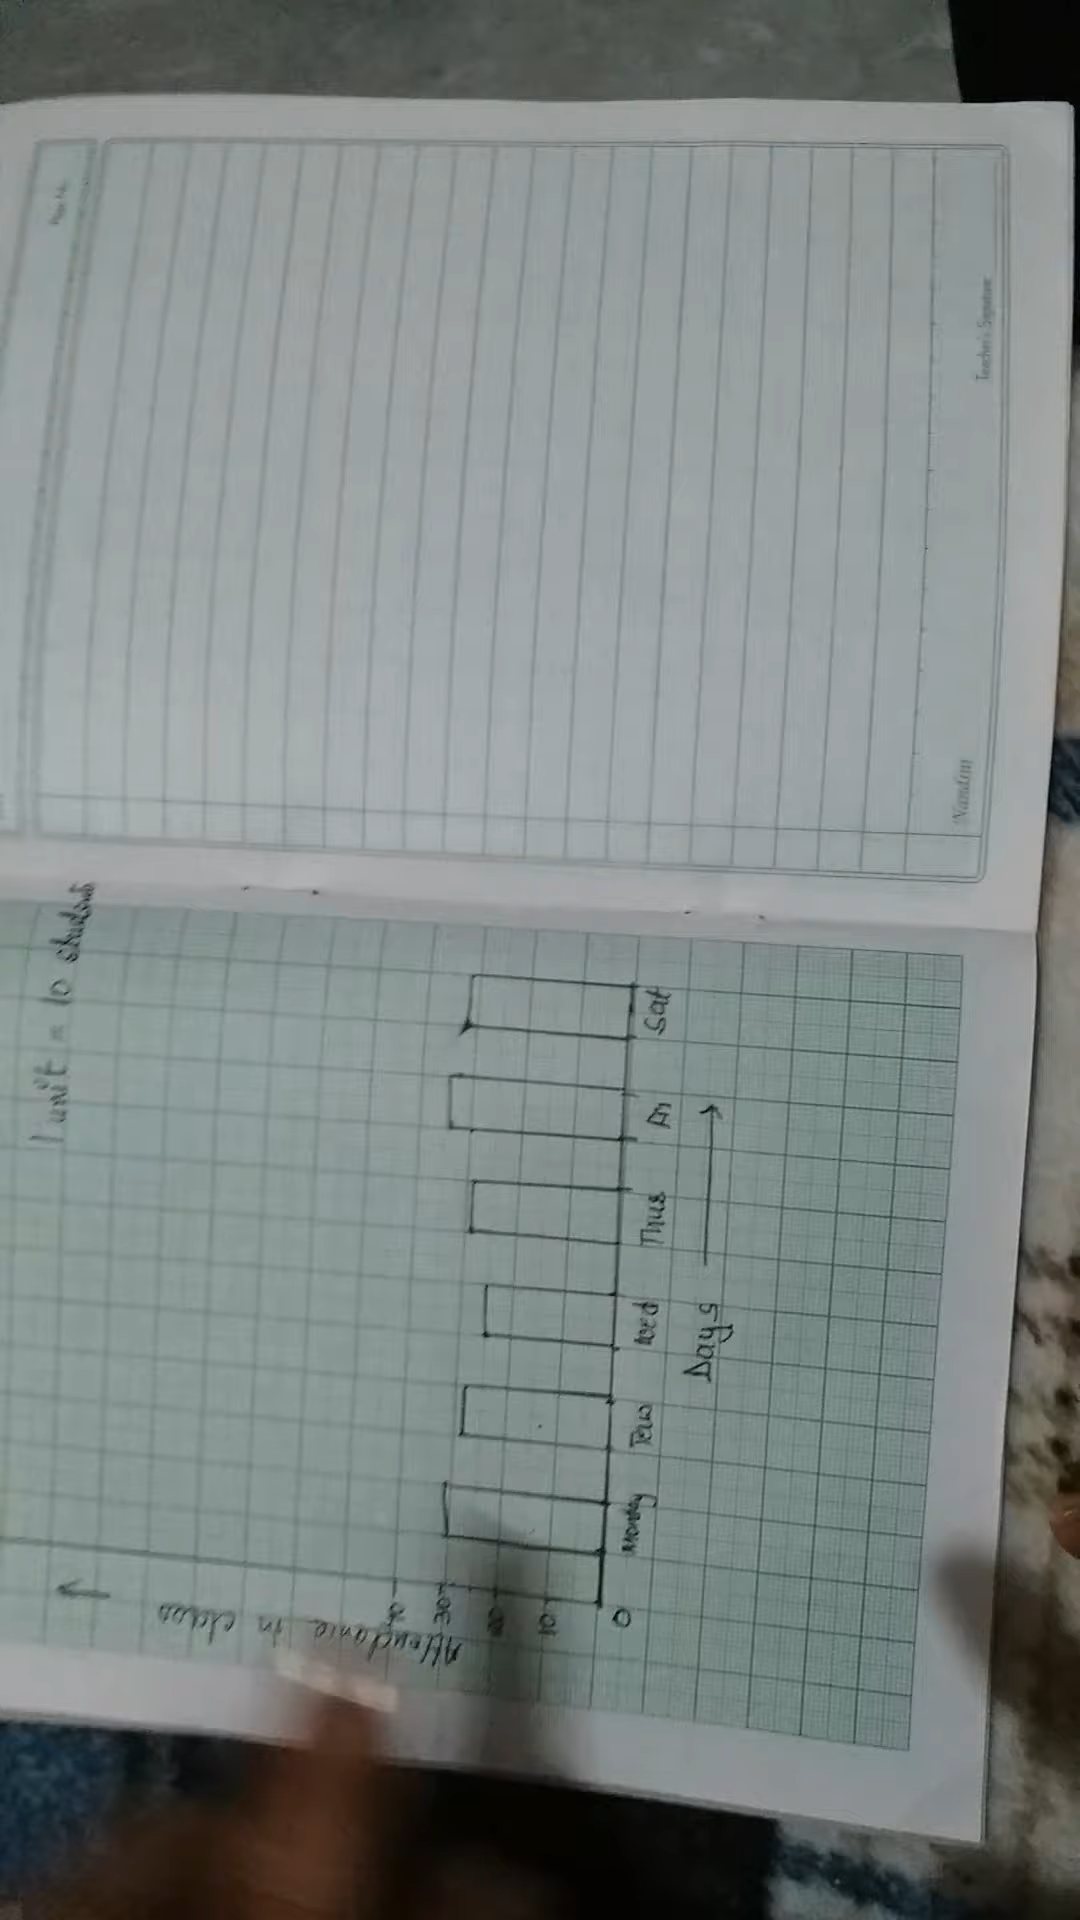 1 unit = 10 students
Attendance in class
40
30
20
10
0
Monday
Wed
Thus
Fri
Sat
Days
Teacher's Signature
Nandini